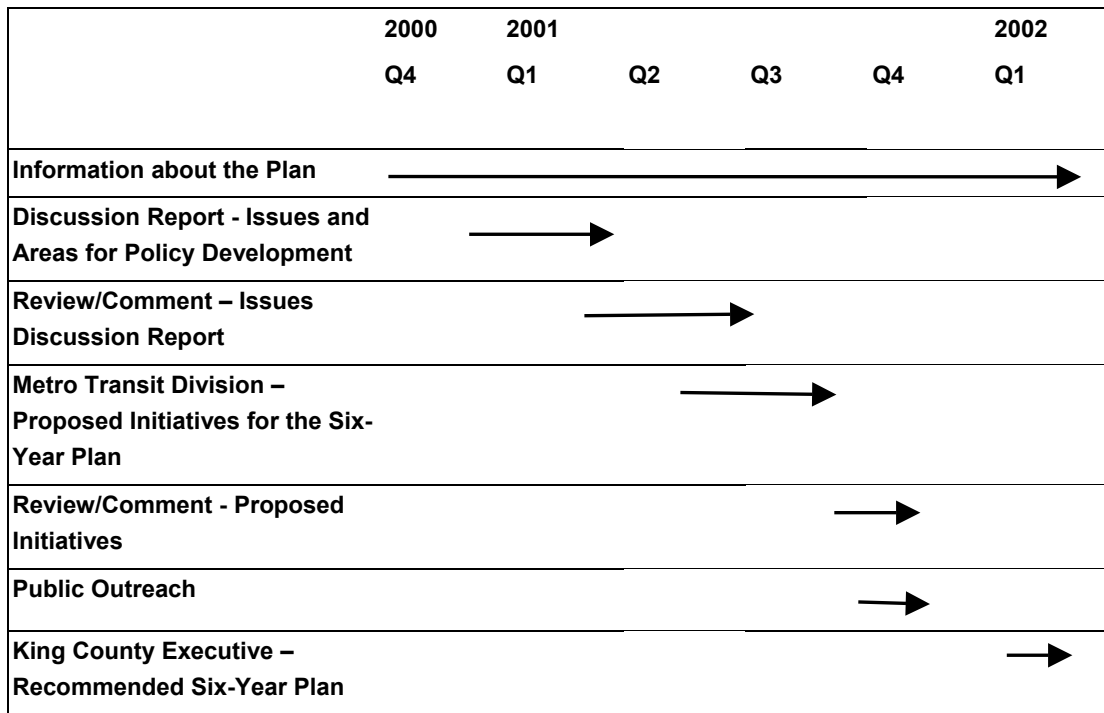 2000 2001 2002
Q4 Q1 Q2 Q3 Q4 Q1
Information about the Plan
Discussion Report - Issues and
Areas for Policy Development
Review/Comment – Issues
Discussion Report
Metro Transit Division –
Proposed Initiatives for the Six-
Year Plan
Review/Comment - Proposed
Initiatives
Public Outreach
King County Executive –
Recommended Six-Year Plan